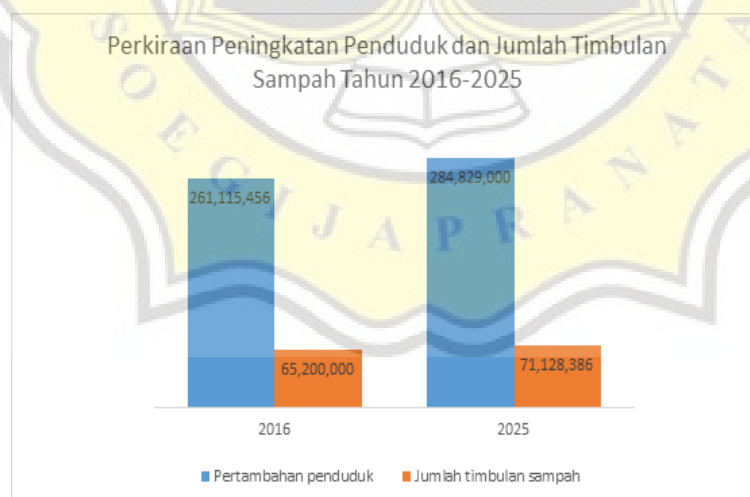 Perkiraan Peningkatan Penduduk dan Jumlah Timbulan
Sampah Tahun 2016-2025
SOEGIJAPRANATA
261,115,456
284,829,000
65,200,000
71,128,386
2016
2025
Pertambahan penduduk
Jumlah timbulan sampah